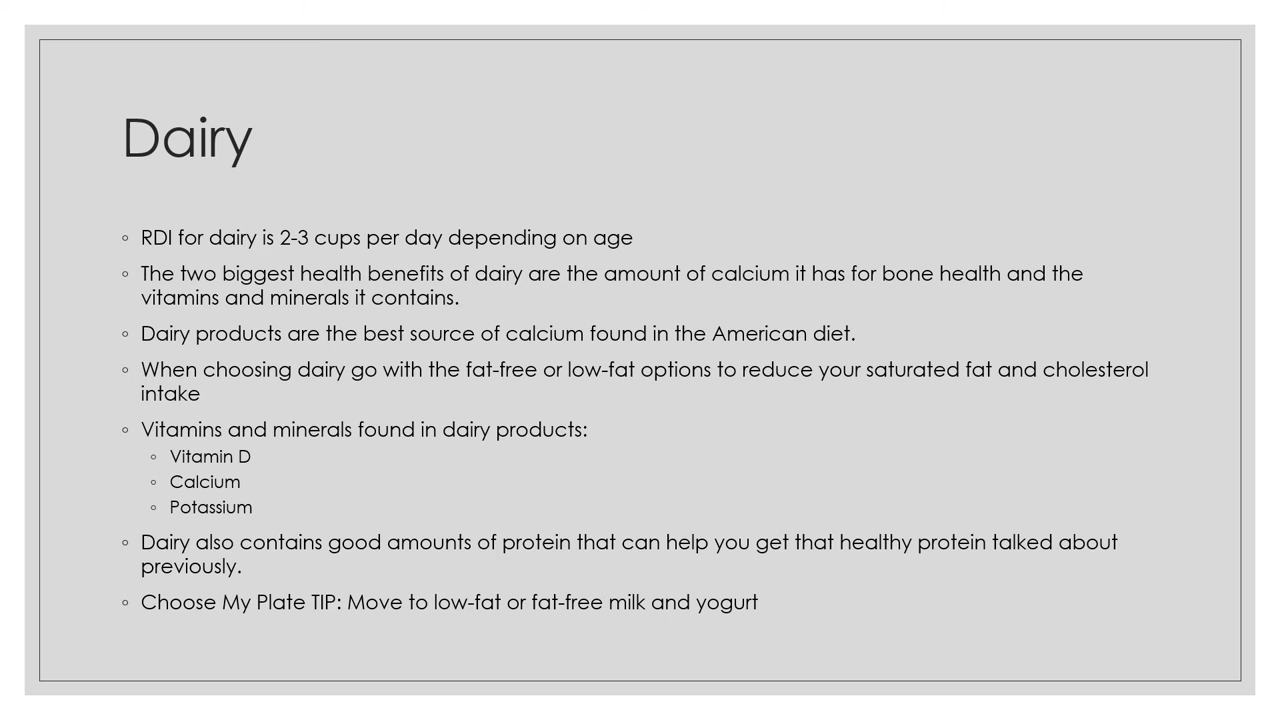 Dairy
◦ RDI for dairy is 2-3 cups per day depending on age
◦ The two biggest health benefits of dairy are the amount of calcium it has for bone health and the
vitamins and minerals it contains.
◦ Dairy products are the best source of calcium found in the American diet.
◦ When choosing dairy go with the fat-free or low-fat options to reduce your saturated fat and cholesterol
intake
◦ Vitamins and minerals found in dairy products:
◦ Vitamin D
◦ Calcium
◦ Potassium
◦ Dairy also contains good amounts of protein that can help you get that healthy protein talked about
previously.
◦ Choose My Plate TIP: Move to low-fat or fat-free milk and yogurt